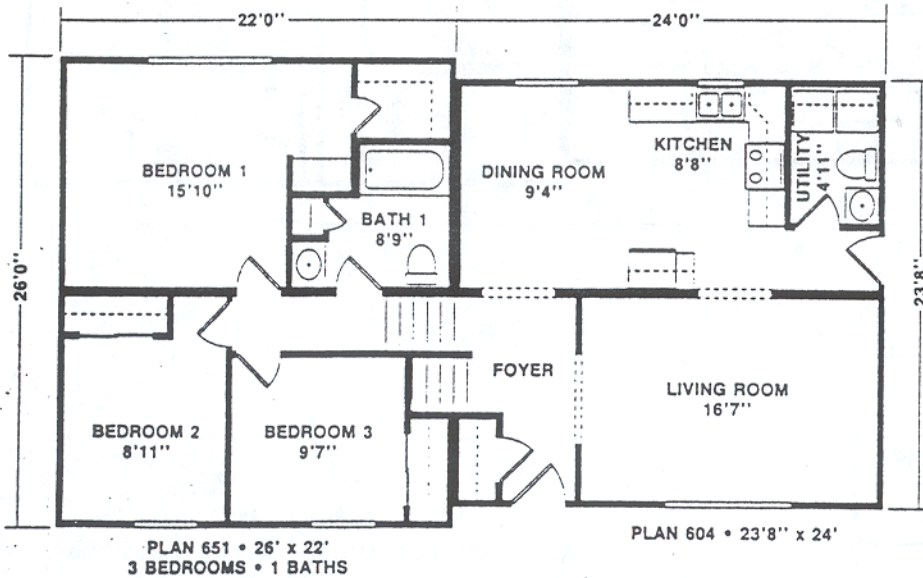 22'0"
24'0"
26'0"
23'8"
BEDROOM 1
15'10"
BATH 1
8'9"
DINING ROOM
9'4"
KITCHEN
8'8"
UTILITY
4'11"
BEDROOM 2
8'11"
BEDROOM 3
9'7"
FOYER
LIVING ROOM
16'7"
PLAN 651 • 26' x 22'
3 BEDROOMS • 1 BATHS
PLAN 604 • 23'8" x 24'